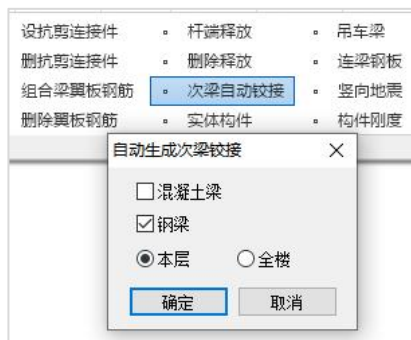 设抗剪连接件 杆端释放 吊车梁
删抗剪连接件 删除释放 连梁钢板
组合梁翼板钢筋 次梁自动铰接 竖向地震
删除翼板钢筋 实体构件 构件刚度
自动生成次梁铰接
混凝土梁
钢梁
本层 全楼
确定 取消